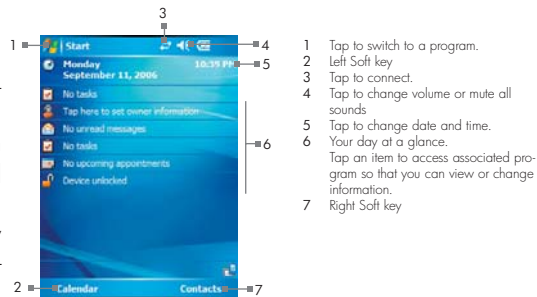 3
1
Start
4
Monday
10:39 PM
5
September 11, 2006
No tasks
Tap here to set owner information
No unread messages
No tasks
6
No upcoming appointments
Device unlocked
2
Calendar
Contacts
7
1 Tap to switch to a program.
2 Left Soft key
3 Tap to connect.
4 Tap to change volume or mute all
sounds
5 Tap to change date and time.
6 Your day at a glance.
Tap an item to access associated pro-
gram so that you can view or change
information.
7 Right Soft key